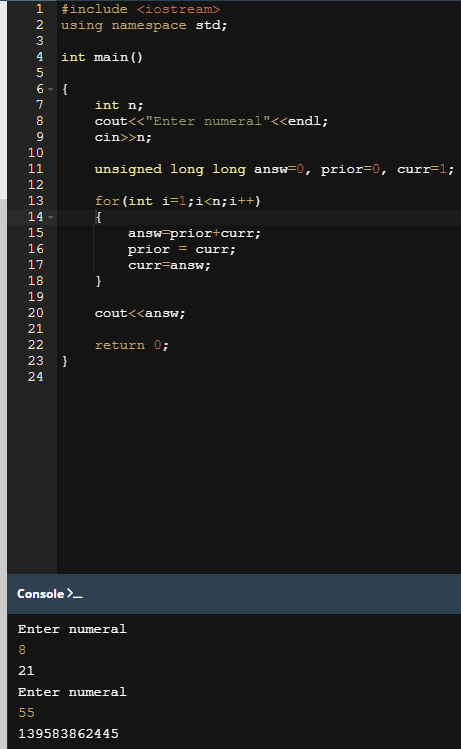 1 #include <iostream>
2 using namespace std;
3
4 int main()
5
6 {
7 int n;
8 cout<<"Enter numeral"<<endl;
9 cin>>n;
10
11 unsigned long long answ=0, prior=0, curr=1;
12
13 for(int i=1;i<n;i++)
14 {
15 answ=prior+curr;
16 prior = curr;
17 curr=answ;
18 }
19
20 cout<<answ;
21
22 return 0;
23 }
24
Console >_
Enter numeral
8
21
Enter numeral
55
139583862445